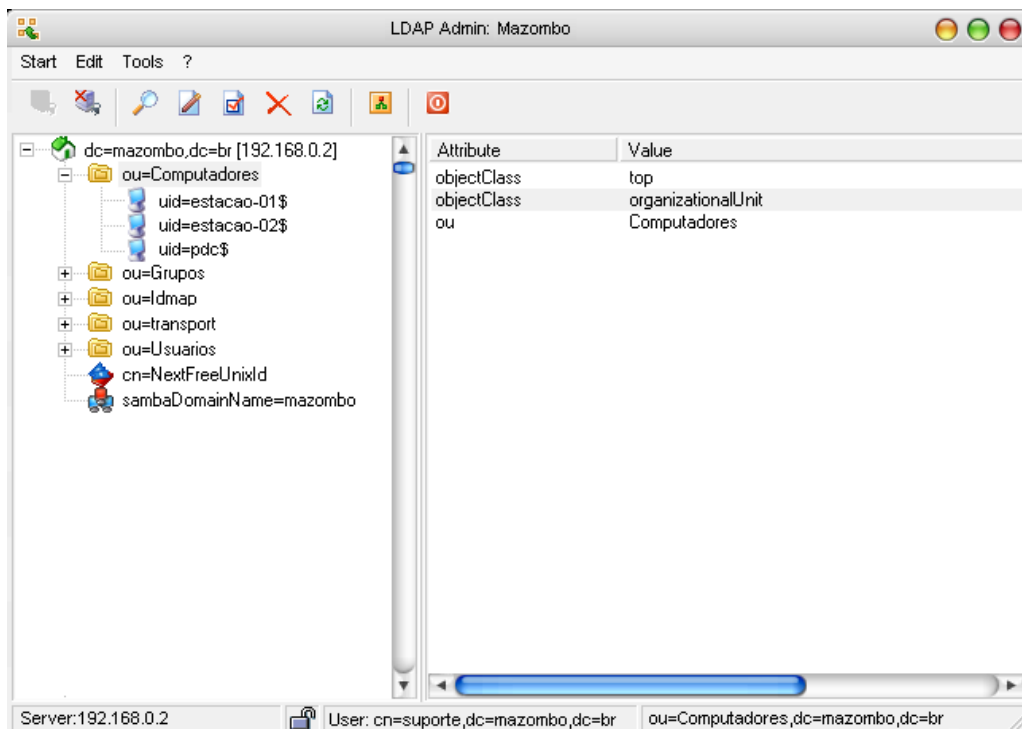 LDAP Admin: Mazombo
Start Edit Tools ?
dc=mazombo,dc=br [192.168.0.2]
ou=Computadores
uid=estacao-01$
uid=estacao-02$
uid=pdc$
ou=Grupos
ou=Idmap
ou=transport
ou=Usuarios
cn=NextFreeUnixId
sambaDomainName=mazombo
Attribute Value
objectClass top
objectClass organizationalUnit
ou Computadores
Server:192.168.0.2 User: cn=suporte,dc=mazombo,dc=br ou=Computadores,dc=mazombo,dc=br